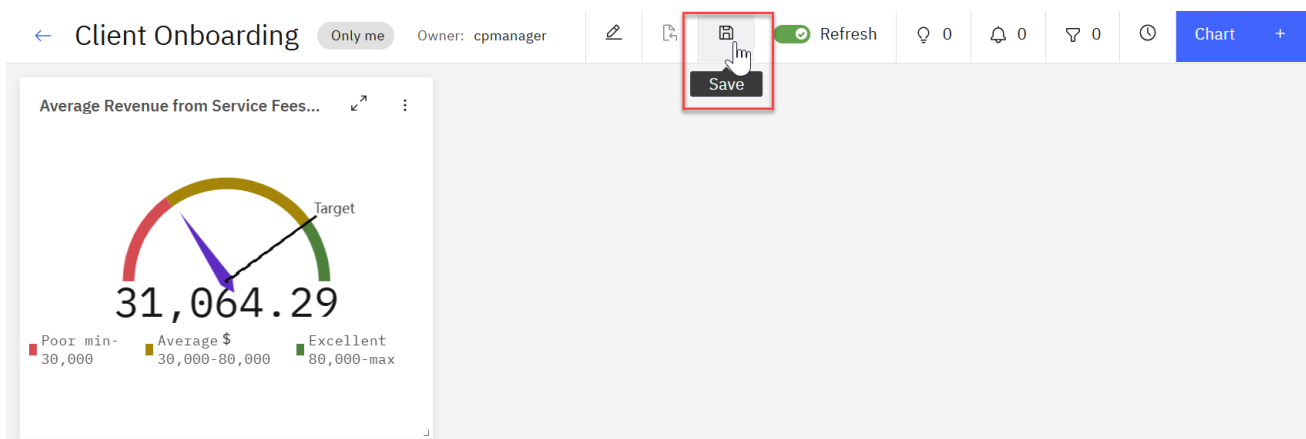 Client Onboarding Only me Owner: cpmanager Refresh 0 0 0 Chart +
Save
Average Revenue from Service Fees...
Target
31,064.29
Poor min-
30,000
Average $
30,000-80,000
Excellent
80,000-max